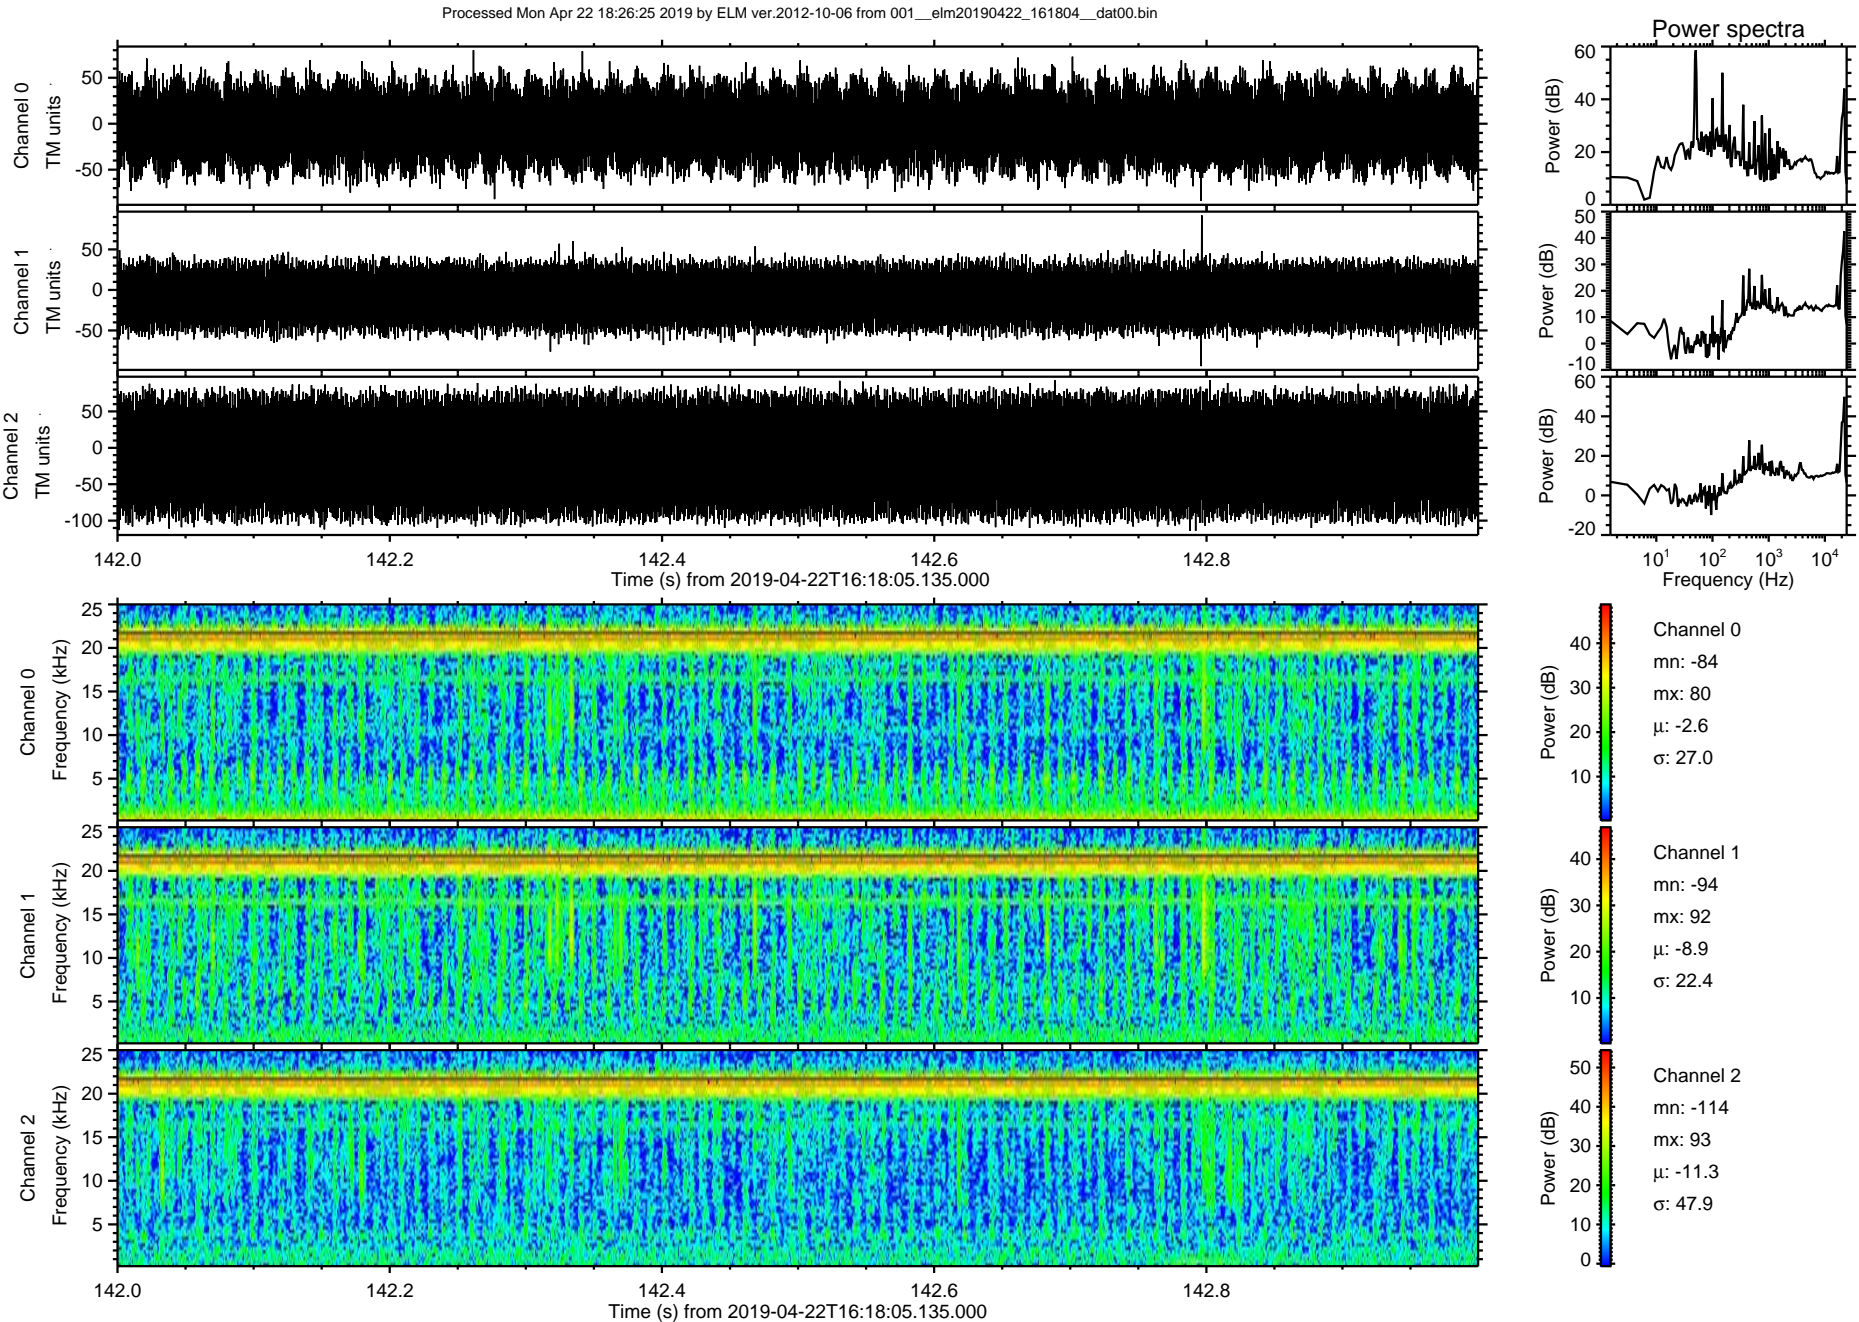 Processed Mon Apr 22 18:26:25 2019 by ELM ver.2012-10-06 from 001__elm20190422_161804__dat00.bin
Power spectra
Channel 0
TM units
50
0
-50
Power (dB)
60
40
20
0
Channel 1
TM units
50
0
-50
Power (dB)
50
40
30
20
10
0
-10
Channel 2
TM units
50
0
-50
-100
Power (dB)
60
40
20
0
-20
142.0 142.2 142.4 142.6 142.8
Time (s) from 2019-04-22T16:18:05.135.000
10¹ 10² 10³ 10⁴
Frequency (Hz)
Channel 0
Frequency (kHz)
25
20
15
10
5
Power (dB)
40
30
20
10
Channel 0
mn: -84
mx: 80
µ: -2.6
σ: 27.0
Channel 1
Frequency (kHz)
25
20
15
10
5
Power (dB)
40
30
20
10
Channel 1
mn: -94
mx: 92
µ: -8.9
σ: 22.4
Channel 2
Frequency (kHz)
25
20
15
10
5
Power (dB)
50
40
30
20
10
0
Channel 2
mn: -114
mx: 93
µ: -11.3
σ: 47.9
142.0 142.2 142.4 142.6 142.8
Time (s) from 2019-04-22T16:18:05.135.000